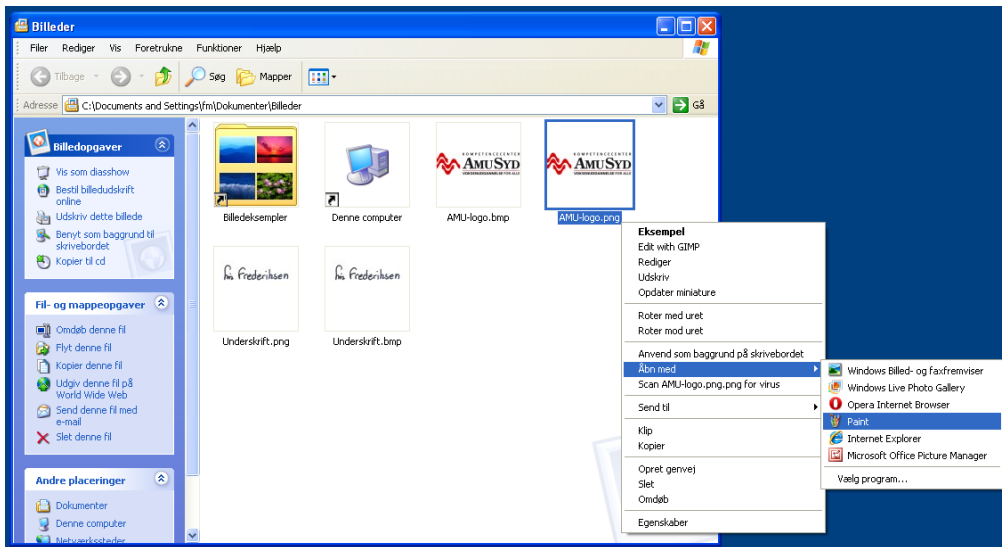 Billeder
Filer Rediger Vis Foretrukne Funktioner Hjælp
Tilbage Søg Mapper
Adresse C:\Documents and Settings\fm\Dokumenter\Billeder Gå
Billedopgaver
Vis som diasshow
Bestil billedudskrift
online
Udskriv dette billede
Benyt som baggrund til
skrivebordet
Kopier til cd
Fil- og mappeopgaver
Omdøb denne fil
Flyt denne fil
Kopier denne fil
Udgiv denne fil på
World Wide Web
Send denne fil med
e-mail
Slet denne fil
Andre placeringer
Dokumenter
Denne computer
Netværkssteder
Billedeksempler
Denne computer
KOMPETENCECENTER
AMUSYD
AMU-logo.bmp
KOMPETENCECENTER
AMUSYD
AMU-logo.png
Frederiksen
Underskrift.png
Frederiksen
Underskrift.bmp
Eksempel
Edit with GIMP
Rediger
Udskriv
Opdater miniature
Roter med uret
Roter mod uret
Anvend som baggrund på skrivebordet
Åbn med
Scan AMU-logo.png.png for virus
Send til
Klip
Kopier
Opret genvej
Slet
Omdøb
Egenskaber
Windows Billed- og faxfremviser
Windows Live Photo Gallery
Opera Internet Browser
Paint
Internet Explorer
Microsoft Office Picture Manager
Vælg program...